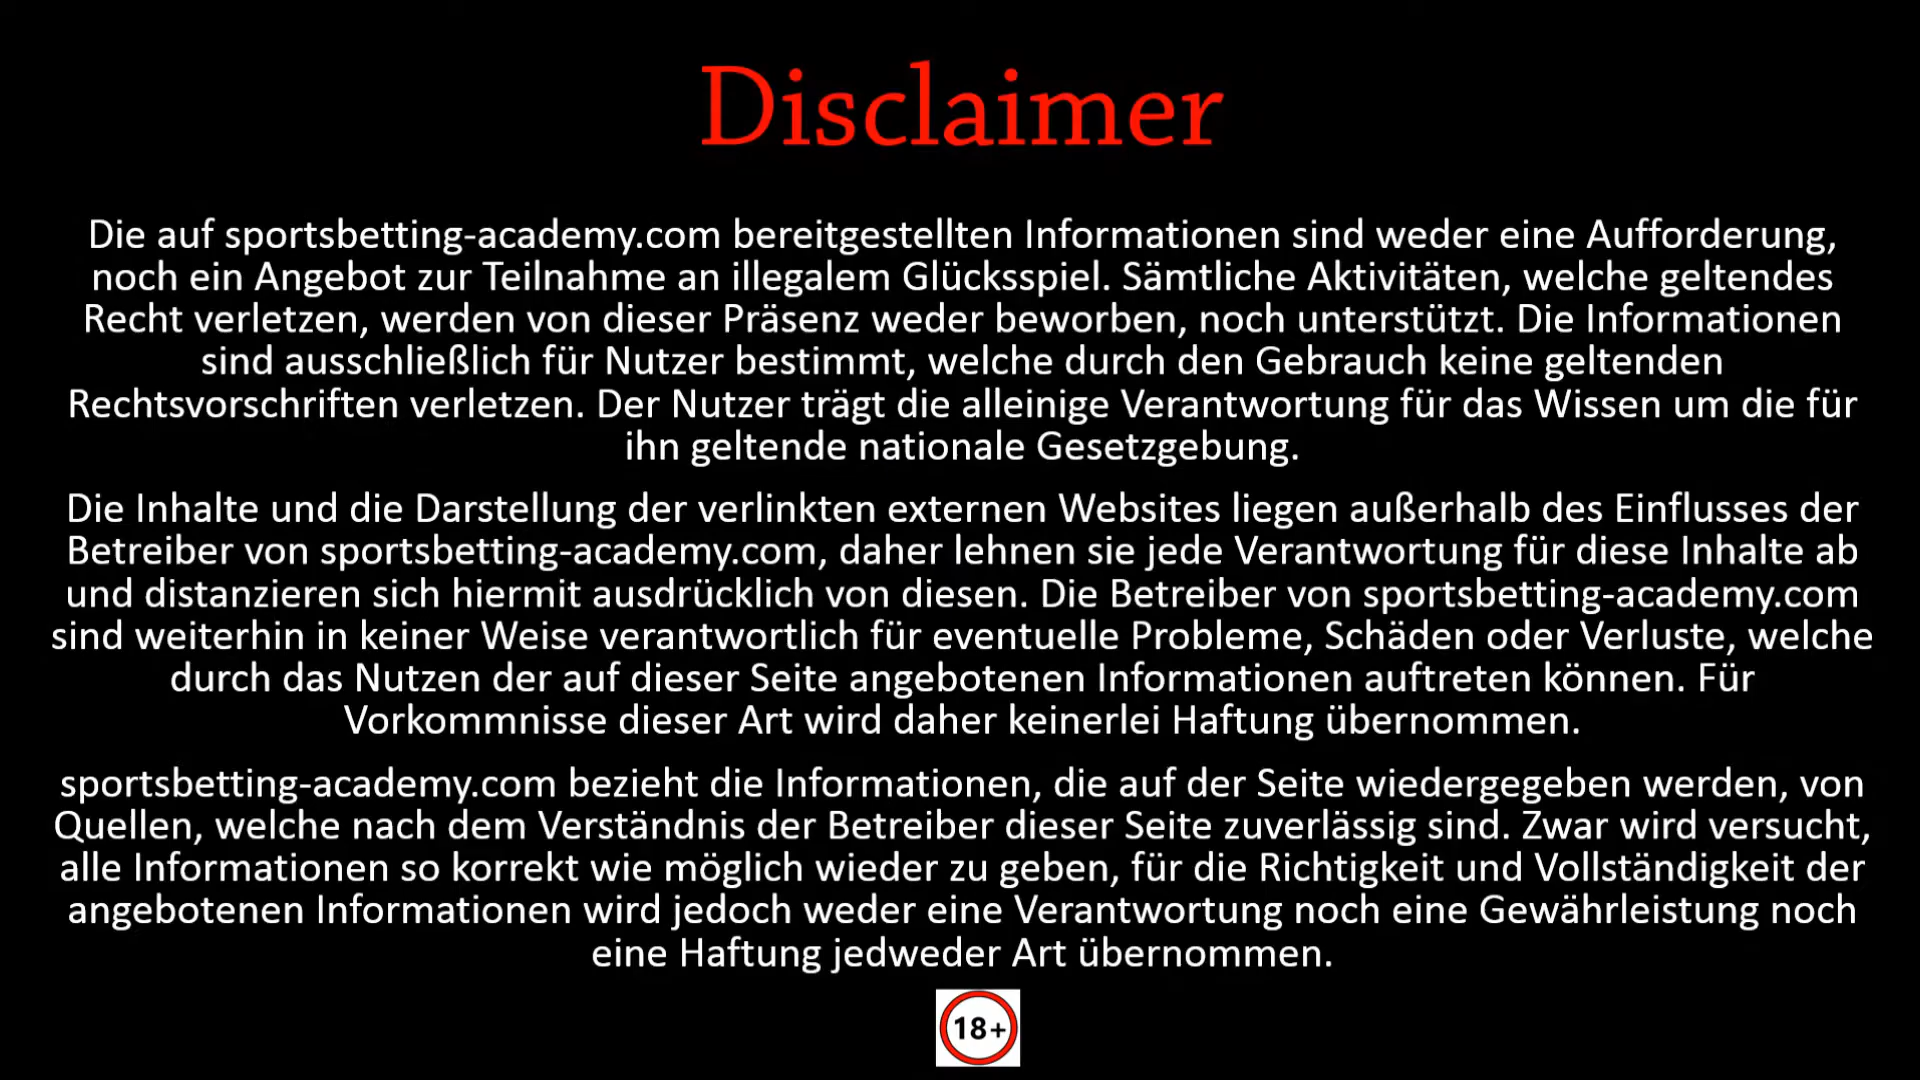 Disclaimer
Die auf sportsbetting-academy.com bereitgestellten Informationen sind weder eine Aufforderung,
noch ein Angebot zur Teilnahme an illegalem Glücksspiel. Sämtliche Aktivitäten, welche geltendes
Recht verletzen, werden von dieser Präsenz weder beworben, noch unterstützt. Die Informationen
sind ausschließlich für Nutzer bestimmt, welche durch den Gebrauch keine geltenden
Rechtsvorschriften verletzen. Der Nutzer trägt die alleinige Verantwortung für das Wissen um die für
ihn geltende nationale Gesetzgebung.
Die Inhalte und die Darstellung der verlinkten externen Websites liegen außerhalb des Einflusses der
Betreiber von sportsbetting-academy.com, daher lehnen sie jede Verantwortung für diese Inhalte ab
und distanzieren sich hiermit ausdrücklich von diesen. Die Betreiber von sportsbetting-academy.com
sind weiterhin in keiner Weise verantwortlich für eventuelle Probleme, Schäden oder Verluste, welche
durch das Nutzen der auf dieser Seite angebotenen Informationen auftreten können. Für
Vorkommnisse dieser Art wird daher keinerlei Haftung übernommen.
sportsbetting-academy.com bezieht die Informationen, die auf der Seite wiedergegeben werden, von
Quellen, welche nach dem Verständnis der Betreiber dieser Seite zuverlässig sind. Zwar wird versucht,
alle Informationen so korrekt wie möglich wieder zu geben, für die Richtigkeit und Vollständigkeit der
angebotenen Informationen wird jedoch weder eine Verantwortung noch eine Gewährleistung noch
eine Haftung jedweder Art übernommen.
18+